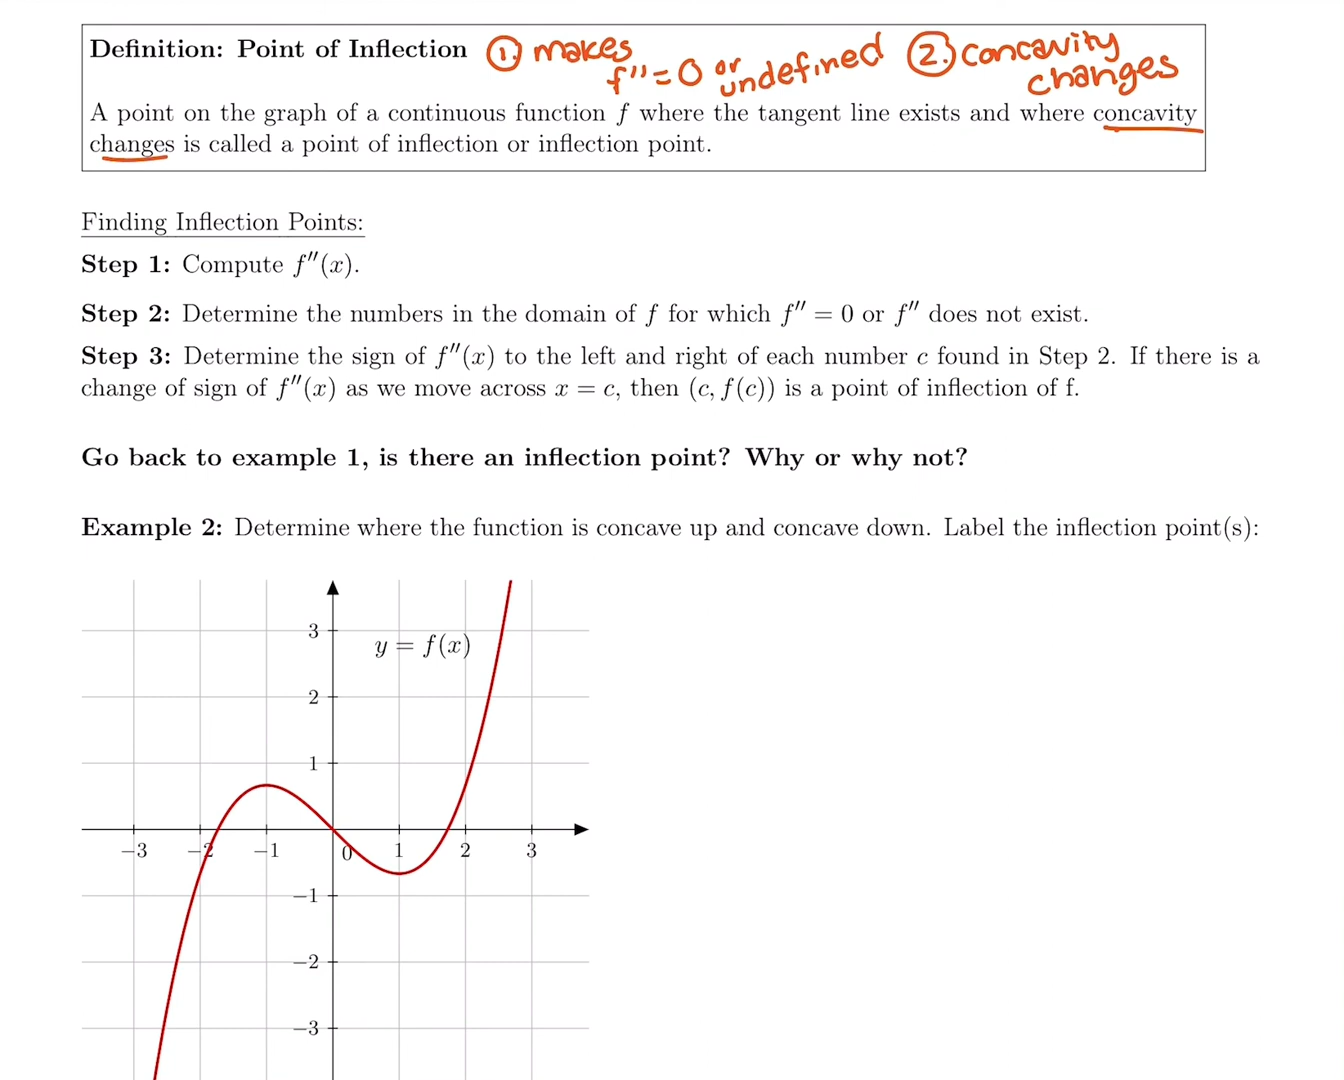 Definition: Point of Inflection ① makes f''=0 or undefined ② concavity changes
A point on the graph of a continuous function f where the tangent line exists and where concavity
changes is called a point of inflection or inflection point.
Finding Inflection Points:
Step 1: Compute f''(x).
Step 2: Determine the numbers in the domain of f for which f'' = 0 or f'' does not exist.
Step 3: Determine the sign of f''(x) to the left and right of each number c found in Step 2. If there is a
change of sign of f''(x) as we move across x = c, then (c, f(c)) is a point of inflection of f.
Go back to example 1, is there an inflection point? Why or why not?
Example 2: Determine where the function is concave up and concave down. Label the inflection point(s):
3
y = f(x)
2
1
−3 −2 −1 0 1 2 3
−1
−2
−3